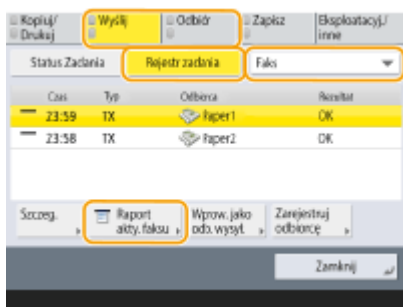 Kopiuj/ Wyślij Odbiór Zapisz Eksploatacyj./
Drukuj inne
Status Zadania Rejestr zadania Faks
Czas Typ Odbiorca Rezultat
23:59 TX Paper1 OK
23:58 TX Paper2 OK
Szczeg. Raport Wprow. jako Zarejestruj
akty. faksu odb. wysył. odbiorcę
Zamknij